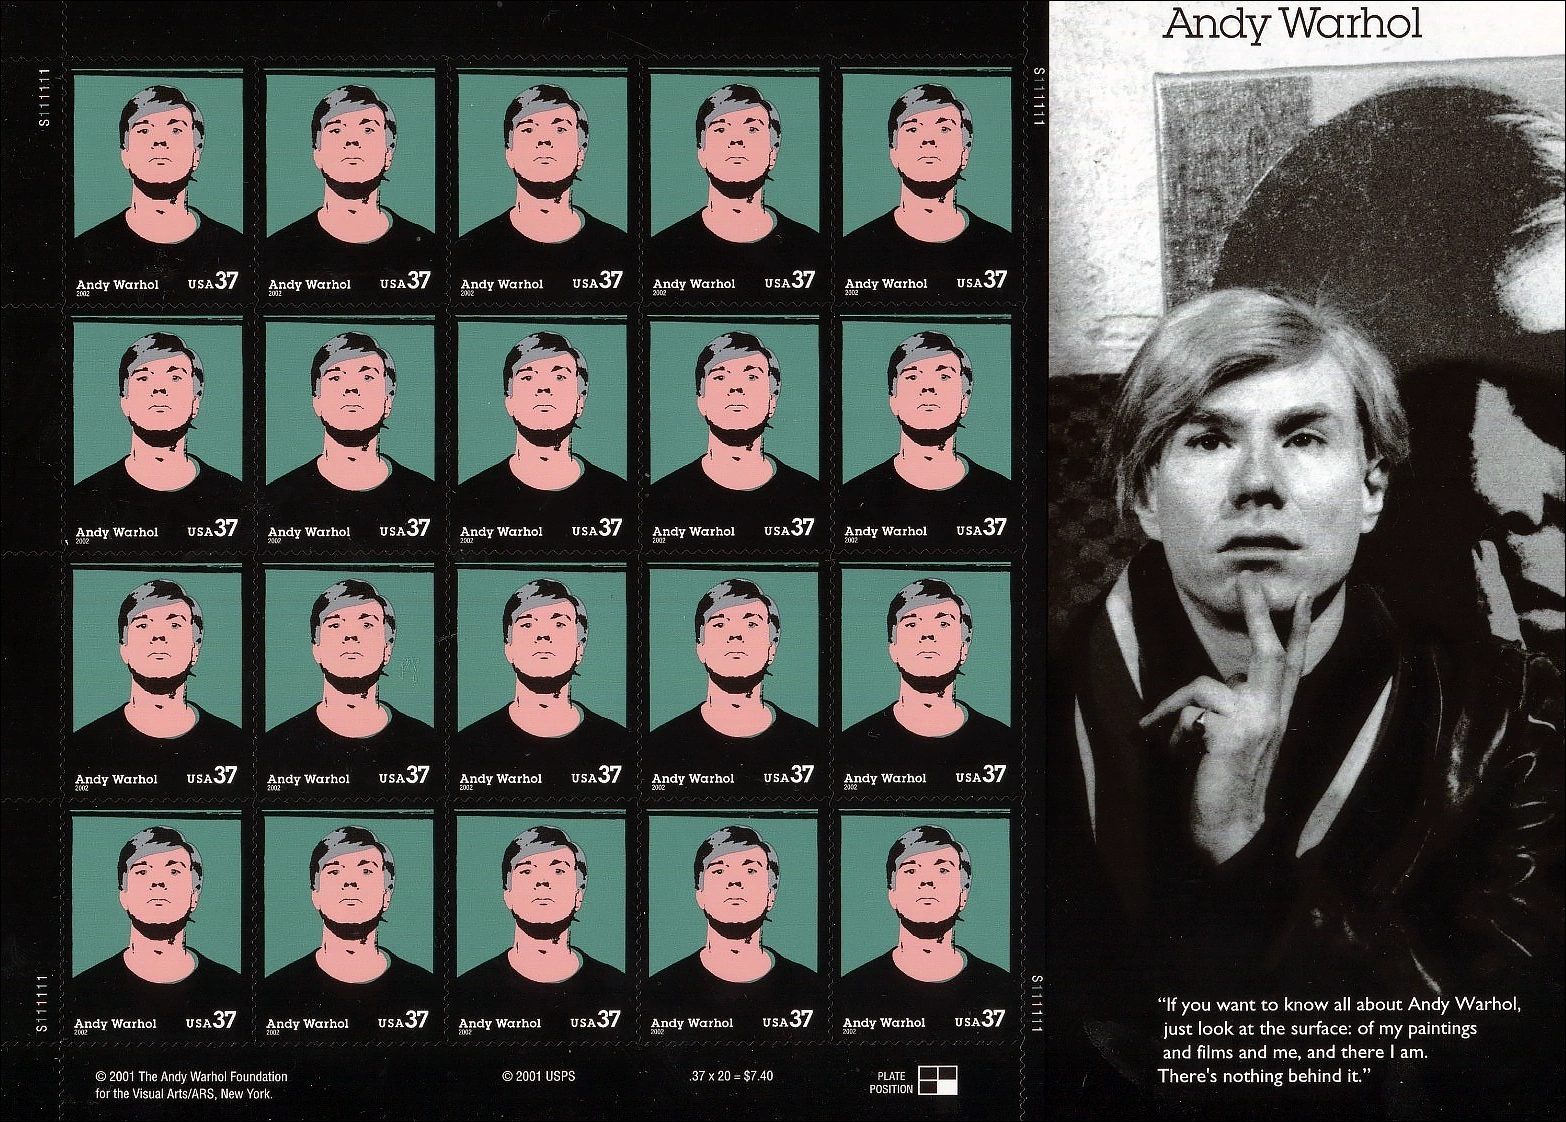 Andy Warhol
S111111
S111111
Andy Warhol USA37
2002
Andy Warhol USA37
2002
Andy Warhol USA37
2002
Andy Warhol USA37
2002
Andy Warhol USA37
2002
Andy Warhol USA37
2002
Andy Warhol USA37
2002
Andy Warhol USA37
2002
Andy Warhol USA37
2002
Andy Warhol USA37
2002
Andy Warhol USA37
2002
Andy Warhol USA37
2002
Andy Warhol USA37
2002
Andy Warhol USA37
2002
Andy Warhol USA37
2002
Andy Warhol USA37
2002
Andy Warhol USA37
2002
Andy Warhol USA37
2002
Andy Warhol USA37
2002
Andy Warhol USA37
2002
S111111
S111111
© 2001 The Andy Warhol Foundation
for the Visual Arts/ARS, New York.
© 2001 USPS
.37 x 20 = $7.40
PLATE
POSITION
“If you want to know all about Andy Warhol,
just look at the surface: of my paintings
and films and me, and there I am.
There's nothing behind it.”